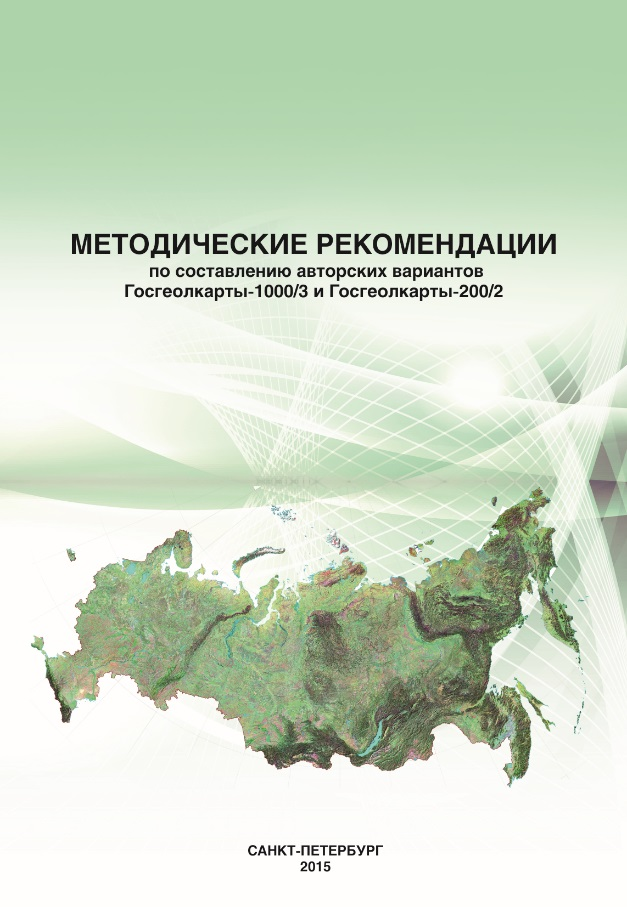 МЕТОДИЧЕСКИЕ РЕКОМЕНДАЦИИ
по составлению авторских вариантов
Госгеолкарты-1000/3 и Госгеолкарты-200/2
САНКТ-ПЕТЕРБУРГ
2015